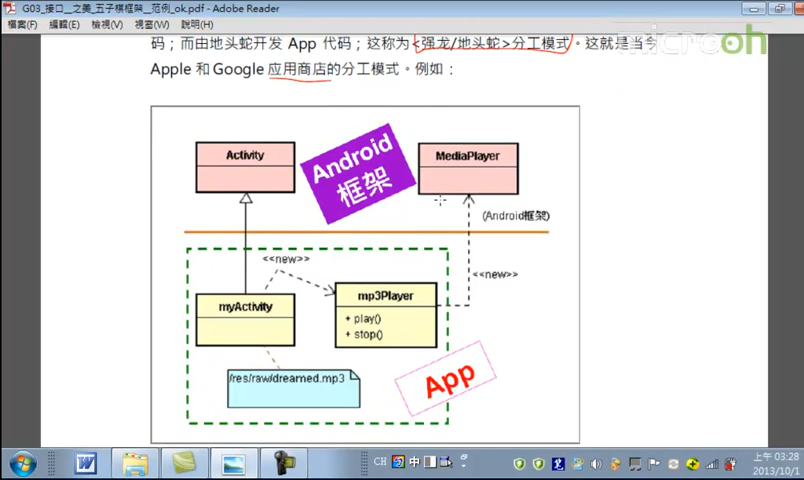 G03_接口__之美_五子棋框架__范例_ok.pdf - Adobe Reader
檔案(F) 編輯(E) 檢視(V) 視窗(W) 說明(H)
microoh
码；而由地头蛇开发 App 代码；这称为<强龙/地头蛇>分工模式。这就是当今
Apple 和 Google 应用商店的分工模式。例如：
Activity
Android
框架
MediaPlayer
(Android框架)
<<new>>
<<new>>
myActivity
mp3Player
+ play()
+ stop()
/res/raw/dreamed.mp3
App
CH 中
上午 03:28
2013/10/1